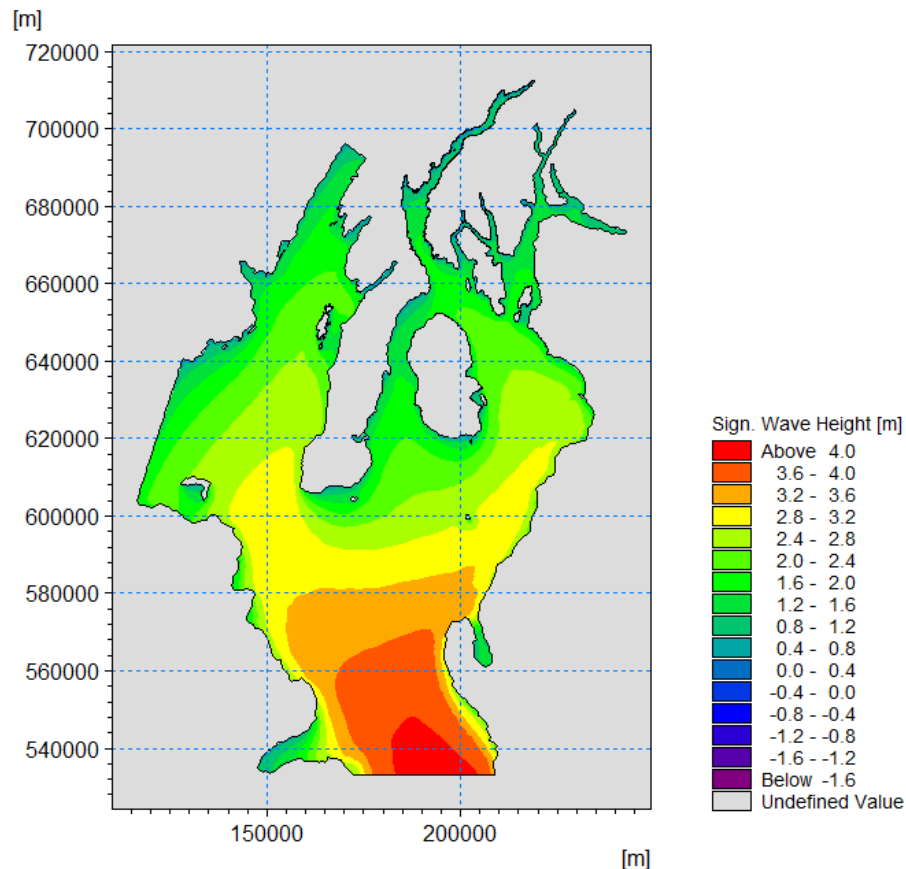 [m]
720000
700000
680000
660000
640000
620000
600000
580000
560000
540000
150000 200000
[m]
Sign. Wave Height [m]
Above 4.0
3.6 - 4.0
3.2 - 3.6
2.8 - 3.2
2.4 - 2.8
2.0 - 2.4
1.6 - 2.0
1.2 - 1.6
0.8 - 1.2
0.4 - 0.8
0.0 - 0.4
-0.4 - 0.0
-0.8 - -0.4
-1.2 - -0.8
-1.6 - -1.2
Below -1.6
Undefined Value